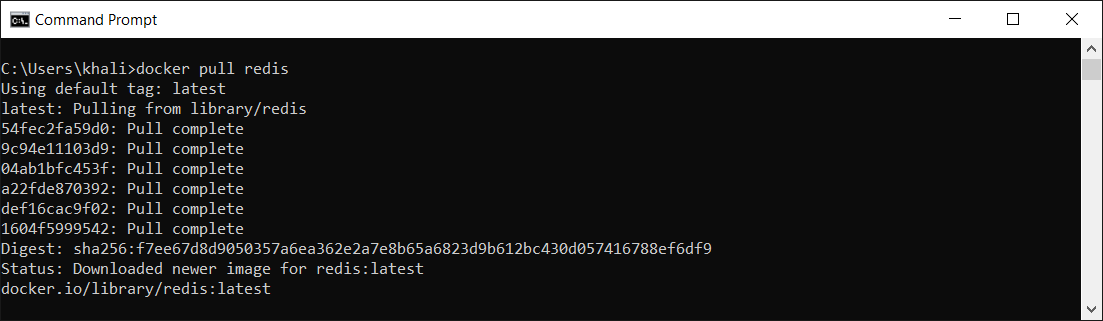 Command Prompt
C:\Users\khali>docker pull redis
Using default tag: latest
latest: Pulling from library/redis
54fec2fa59d0: Pull complete
9c94e11103d9: Pull complete
04ab1bfc453f: Pull complete
a22fde870392: Pull complete
def16cac9f02: Pull complete
1604f5999542: Pull complete
Digest: sha256:f7ee67d8d9050357a6ea362e2a7e8b65a6823d9b612bc430d057416788ef6df9
Status: Downloaded newer image for redis:latest
docker.io/library/redis:latest